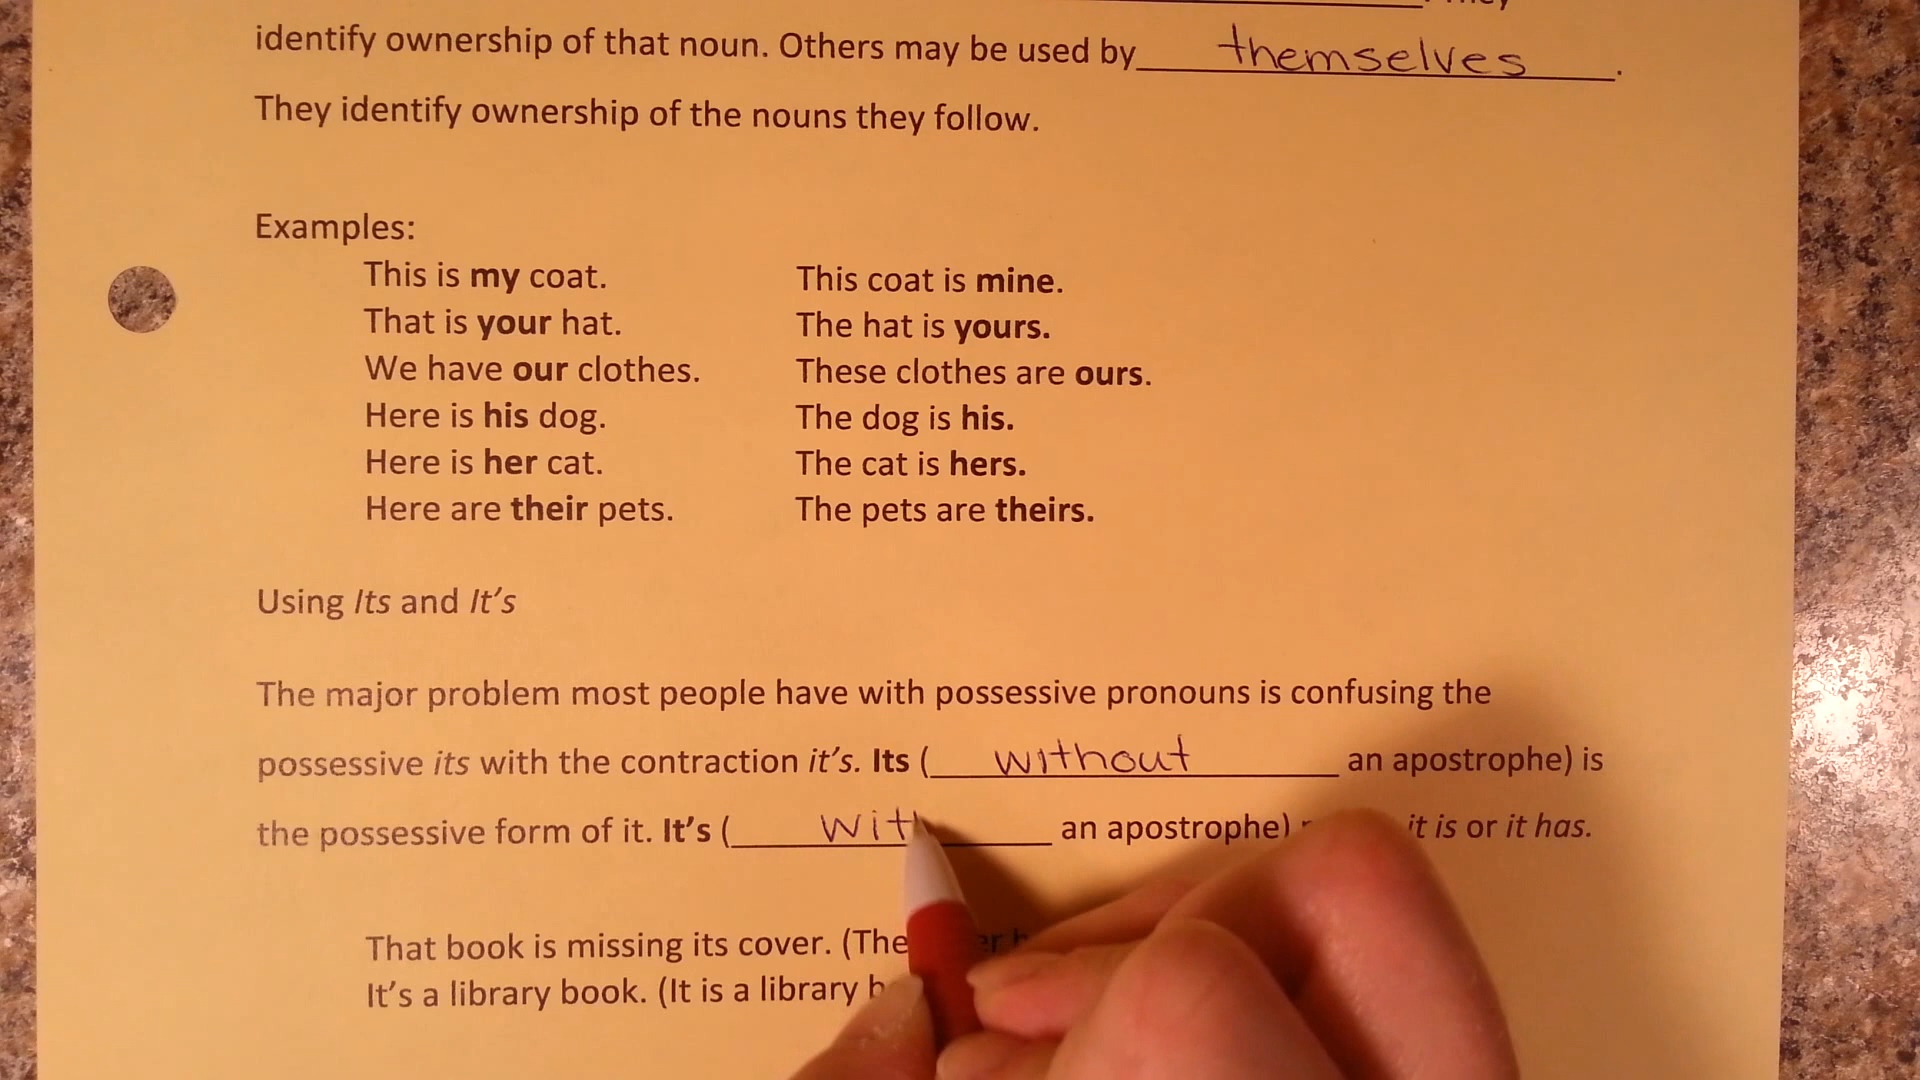 identify ownership of that noun. Others may be used by themselves.
They identify ownership of the nouns they follow.
Examples:
This is my coat. This coat is mine.
That is your hat. The hat is yours.
We have our clothes. These clothes are ours.
Here is his dog. The dog is his.
Here is her cat. The cat is hers.
Here are their pets. The pets are theirs.
Using Its and It's
The major problem most people have with possessive pronouns is confusing the
possessive its with the contraction it's. Its (without an apostrophe) is
the possessive form of it. It's (wit an apostrophe) it is or it has.
That book is missing its cover. (The
It's a library book. (It is a library